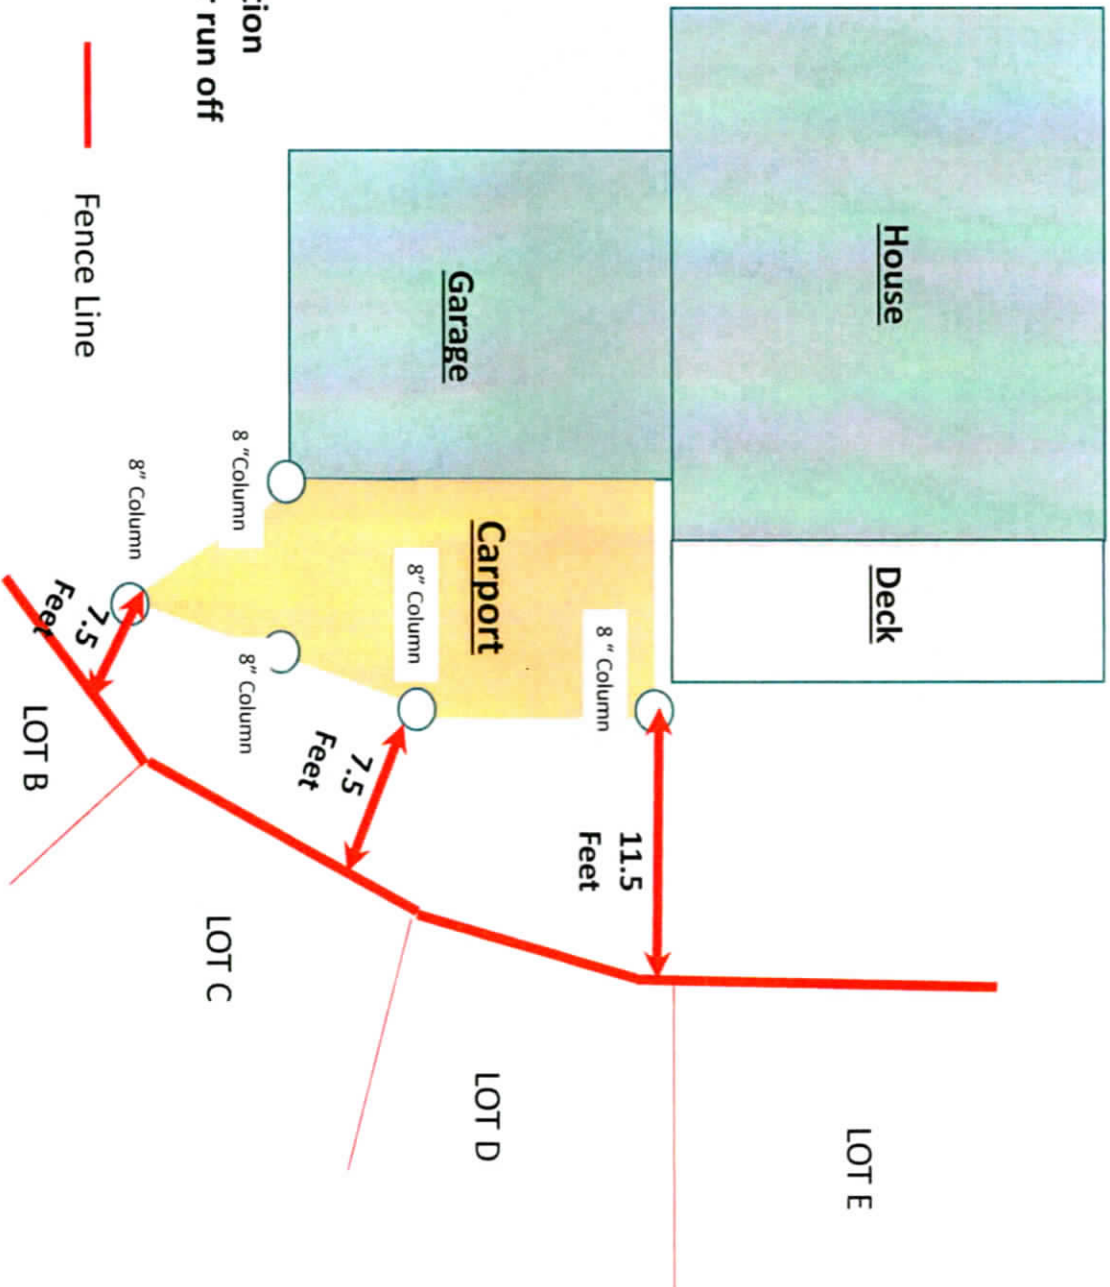 House
Deck
LOT E
11.5
Feet
8 " Column
Carport
LOT D
Garage
8" Column
7.5
Feet
tion
r run off
8 "Column
8" Column
LOT C
8" Column
7.5
Feet
Fence Line
LOT B